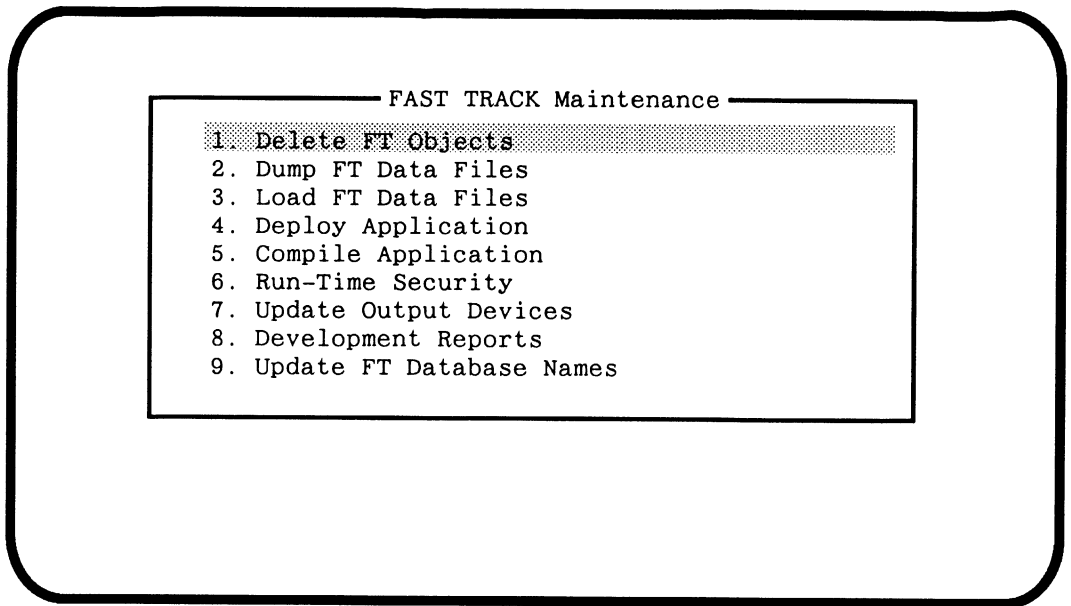 FAST TRACK Maintenance
1. Delete FT Objects
2. Dump FT Data Files
3. Load FT Data Files
4. Deploy Application
5. Compile Application
6. Run-Time Security
7. Update Output Devices
8. Development Reports
9. Update FT Database Names